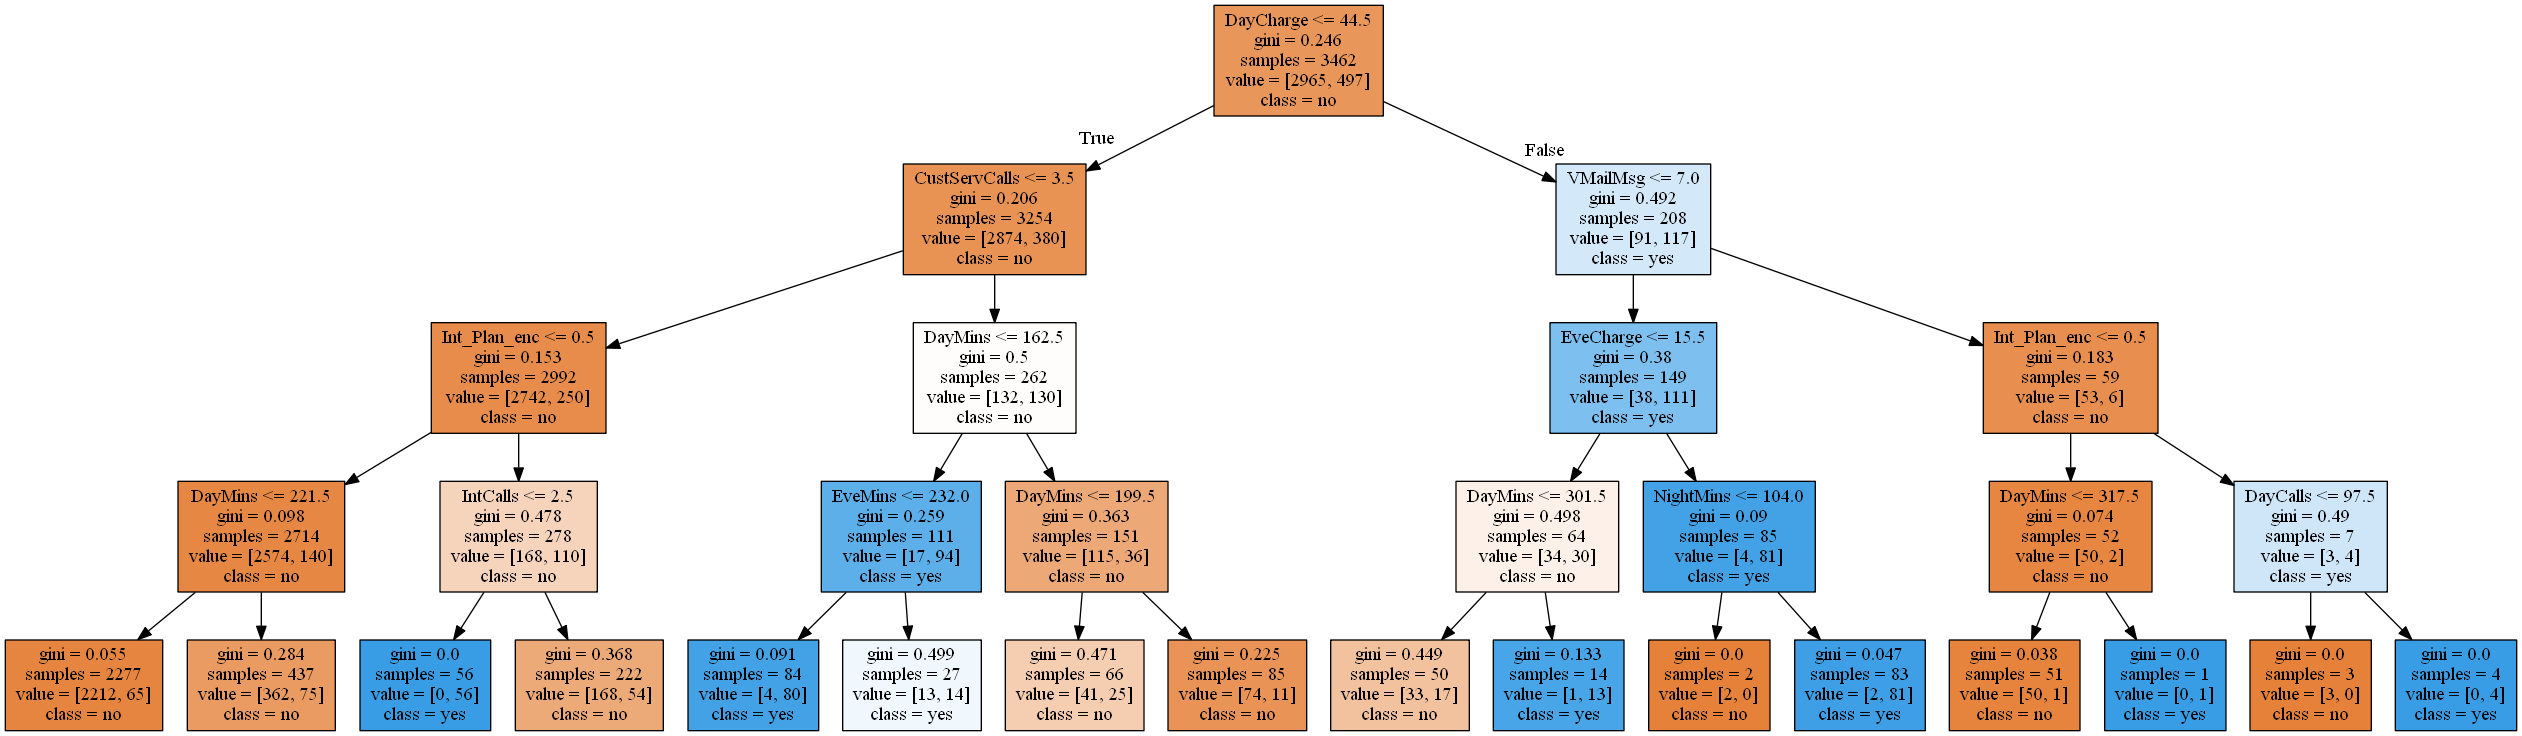 DayCharge <= 44.5
gini = 0.246
samples = 3462
value = [2965, 497]
class = no
True
False
CustServCalls <= 3.5
gini = 0.206
samples = 3254
value = [2874, 380]
class = no
VMailMsg <= 7.0
gini = 0.492
samples = 208
value = [91, 117]
class = yes
Int_Plan_enc <= 0.5
gini = 0.153
samples = 2992
value = [2742, 250]
class = no
DayMins <= 162.5
gini = 0.5
samples = 262
value = [132, 130]
class = no
EveCharge <= 15.5
gini = 0.38
samples = 149
value = [38, 111]
class = yes
Int_Plan_enc <= 0.5
gini = 0.183
samples = 59
value = [53, 6]
class = no
DayMins <= 221.5
gini = 0.098
samples = 2714
value = [2574, 140]
class = no
IntCalls <= 2.5
gini = 0.478
samples = 278
value = [168, 110]
class = no
EveMins <= 232.0
gini = 0.259
samples = 111
value = [17, 94]
class = yes
DayMins <= 199.5
gini = 0.363
samples = 151
value = [115, 36]
class = no
DayMins <= 301.5
gini = 0.498
samples = 64
value = [34, 30]
class = no
NightMins <= 104.0
gini = 0.09
samples = 85
value = [4, 81]
class = yes
DayMins <= 317.5
gini = 0.074
samples = 52
value = [50, 2]
class = no
DayCalls <= 97.5
gini = 0.49
samples = 7
value = [3, 4]
class = yes
gini = 0.055
samples = 2277
value = [2212, 65]
class = no
gini = 0.284
samples = 437
value = [362, 75]
class = no
gini = 0.0
samples = 56
value = [0, 56]
class = yes
gini = 0.368
samples = 222
value = [168, 54]
class = no
gini = 0.091
samples = 84
value = [4, 80]
class = yes
gini = 0.499
samples = 27
value = [13, 14]
class = yes
gini = 0.471
samples = 66
value = [41, 25]
class = no
gini = 0.225
samples = 85
value = [74, 11]
class = no
gini = 0.449
samples = 50
value = [33, 17]
class = no
gini = 0.133
samples = 14
value = [1, 13]
class = yes
gini = 0.0
samples = 2
value = [2, 0]
class = no
gini = 0.047
samples = 83
value = [2, 81]
class = yes
gini = 0.038
samples = 51
value = [50, 1]
class = no
gini = 0.0
samples = 1
value = [0, 1]
class = yes
gini = 0.0
samples = 3
value = [3, 0]
class = no
gini = 0.0
samples = 4
value = [0, 4]
class = yes